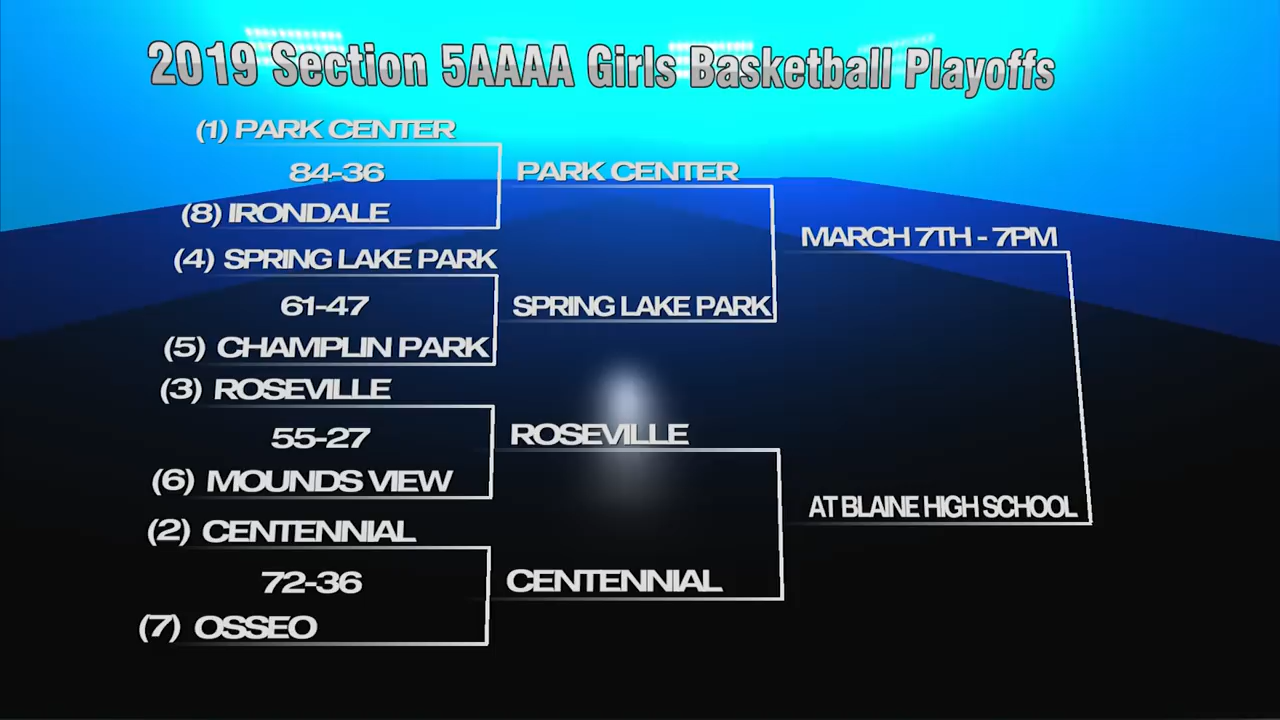 2019 Section 5AAAA Girls Basketball Playoffs
(1) PARK CENTER
84-36
(8) IRONDALE
(4) SPRING LAKE PARK
61-47
(5) CHAMPLIN PARK
(3) ROSEVILLE
55-27
(6) MOUNDS VIEW
(2) CENTENNIAL
72-36
(7) OSSEO
PARK CENTER
SPRING LAKE PARK
ROSEVILLE
CENTENNIAL
MARCH 7TH - 7PM
AT BLAINE HIGH SCHOOL